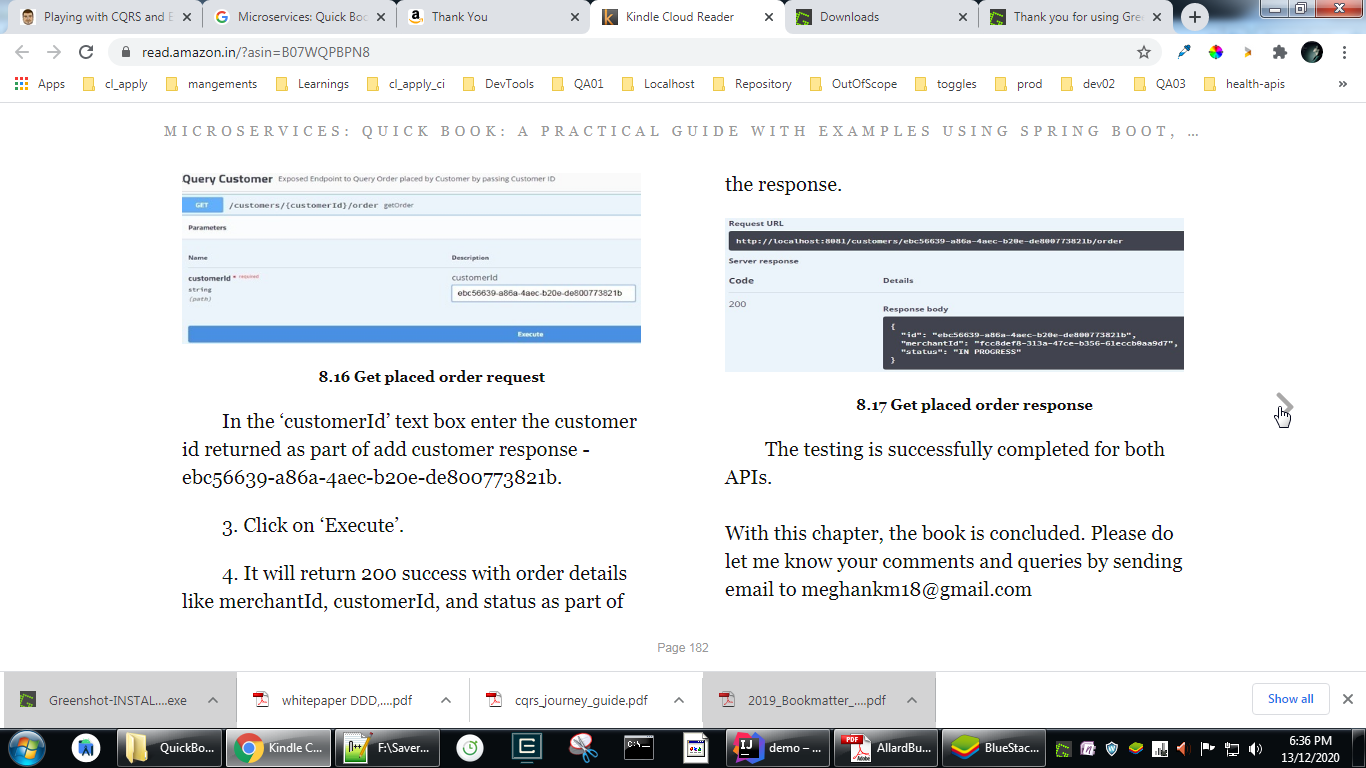 Playing with CQRS and E
Microservices: Quick Boo
Thank You
Kindle Cloud Reader
Downloads
Thank you for using Gree
read.amazon.in/?asin=B07WQPBPN8
Apps
cl_apply
mangements
Learnings
cl_apply_ci
DevTools
QA01
Localhost
Repository
OutOfScope
toggles
prod
dev02
QA03
health-apis
MICROSERVICES: QUICK BOOK: A PRACTICAL GUIDE WITH EXAMPLES USING SPRING BOOT, ...
Query Customer Exposed Endpoint to Query Order placed by Customer by passing Customer ID
GET /customers/{customerId}/order getOrder
Parameters
Name Description
customerId * required customerId
string
(path)
ebc56639-a86a-4aec-b20e-de800773821b
Execute
8.16 Get placed order request
In the ‘customerId’ text box enter the customer
id returned as part of add customer response -
ebc56639-a86a-4aec-b20e-de800773821b.
3. Click on ‘Execute’.
4. It will return 200 success with order details
like merchantId, customerId, and status as part of
the response.
Request URL
http://localhost:8081/customers/ebc56639-a86a-4aec-b20e-de800773821b/order
Server response
Code Details
200
Response body
{
"id": "ebc56639-a86a-4aec-b20e-de800773821b",
"merchantId": "fcc8def8-313a-47ce-b356-61eccb0aa9d7",
"status": "IN PROGRESS"
}
8.17 Get placed order response
The testing is successfully completed for both
APIs.
With this chapter, the book is concluded. Please do
let me know your comments and queries by sending
email to meghankm18@gmail.com
Page 182
Greenshot-INSTAL....exe
whitepaper DDD,....pdf
cqrs_journey_guide.pdf
2019_Bookmatter_....pdf
Show all
QuickBo...
Kindle C...
F:\Saver...
demo – ...
AllardBu...
BlueStac...
6:36 PM
13/12/2020